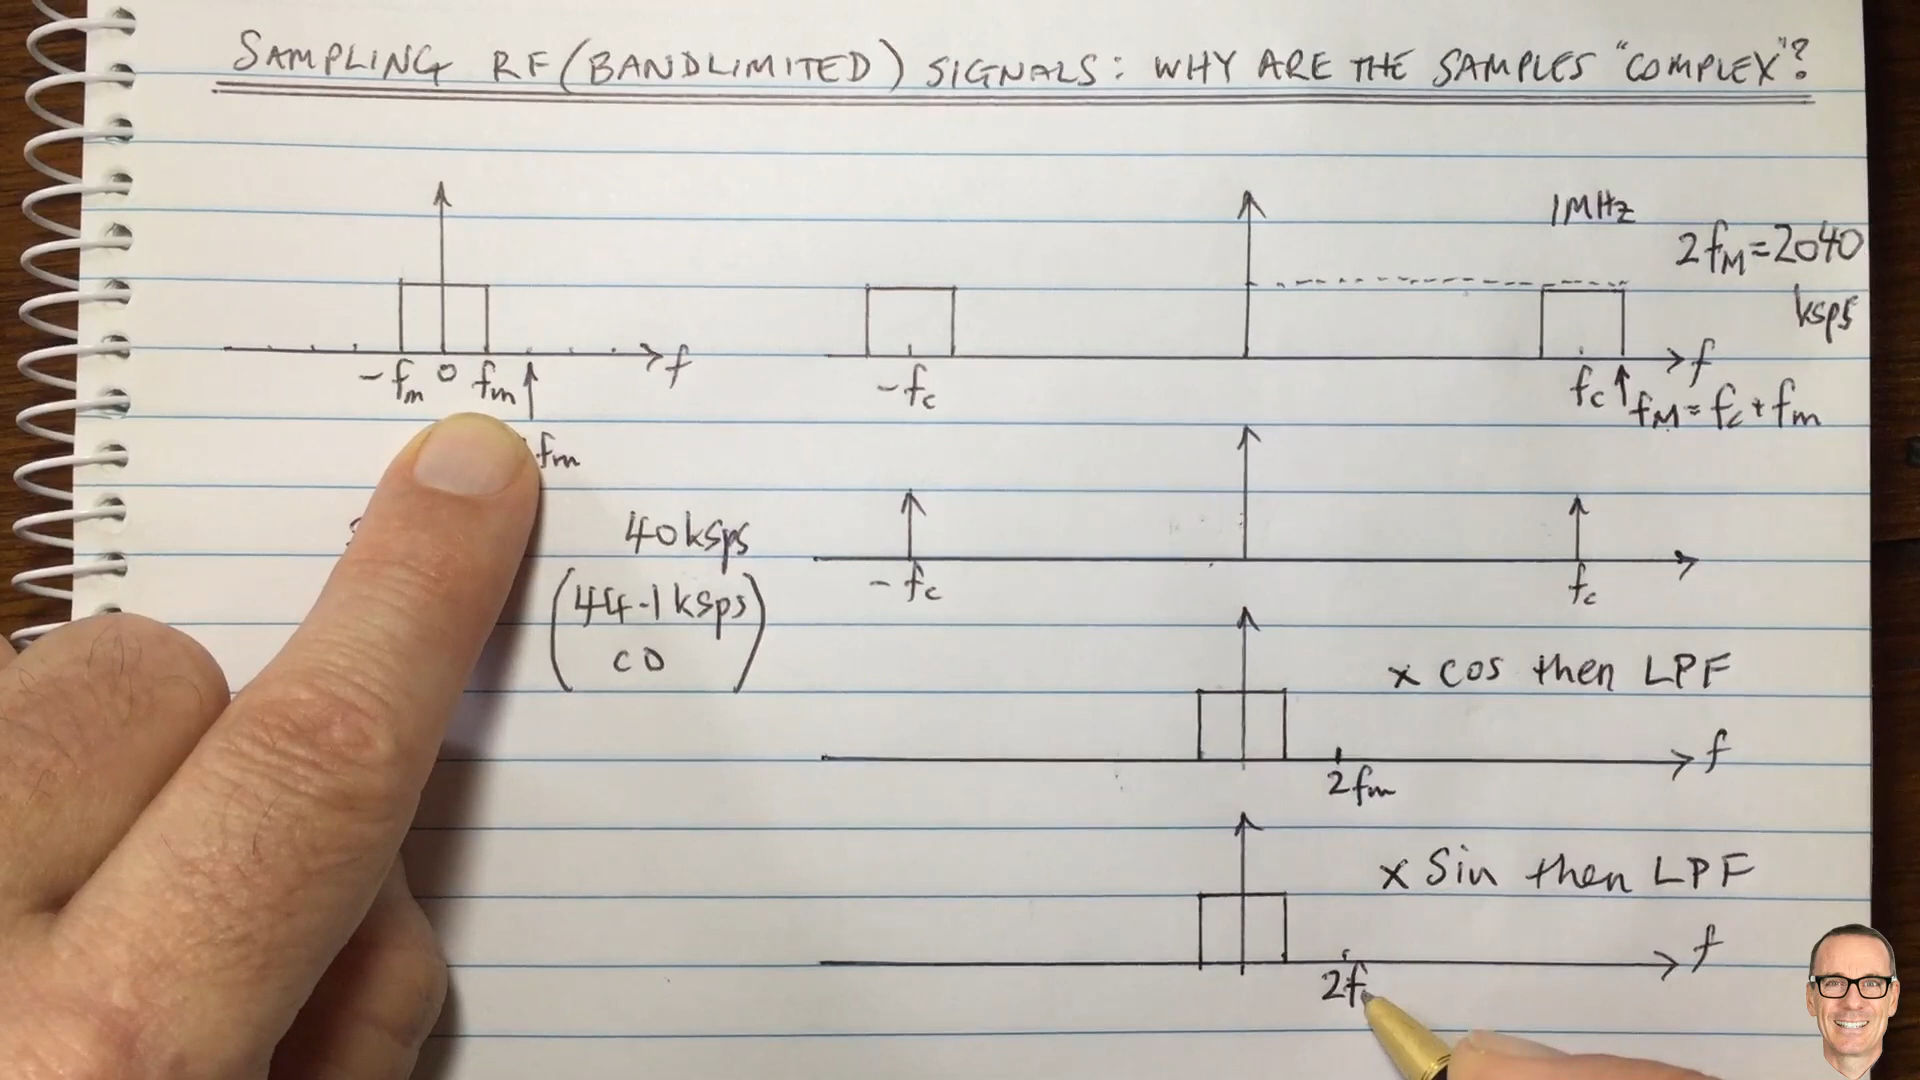 SAMPLING RF (BANDLIMITED) SIGNALS: WHY ARE THE SAMPLES "COMPLEX"?
1MHz
2fM = 2040
ksps
-fm 0 fm
f
-fc
fc
f
fM = fc + fm
fm
40ksps
(44.1ksps)
CD
-fc
fc
x cos then LPF
f
2fm
x Sin then LPF
f
2f